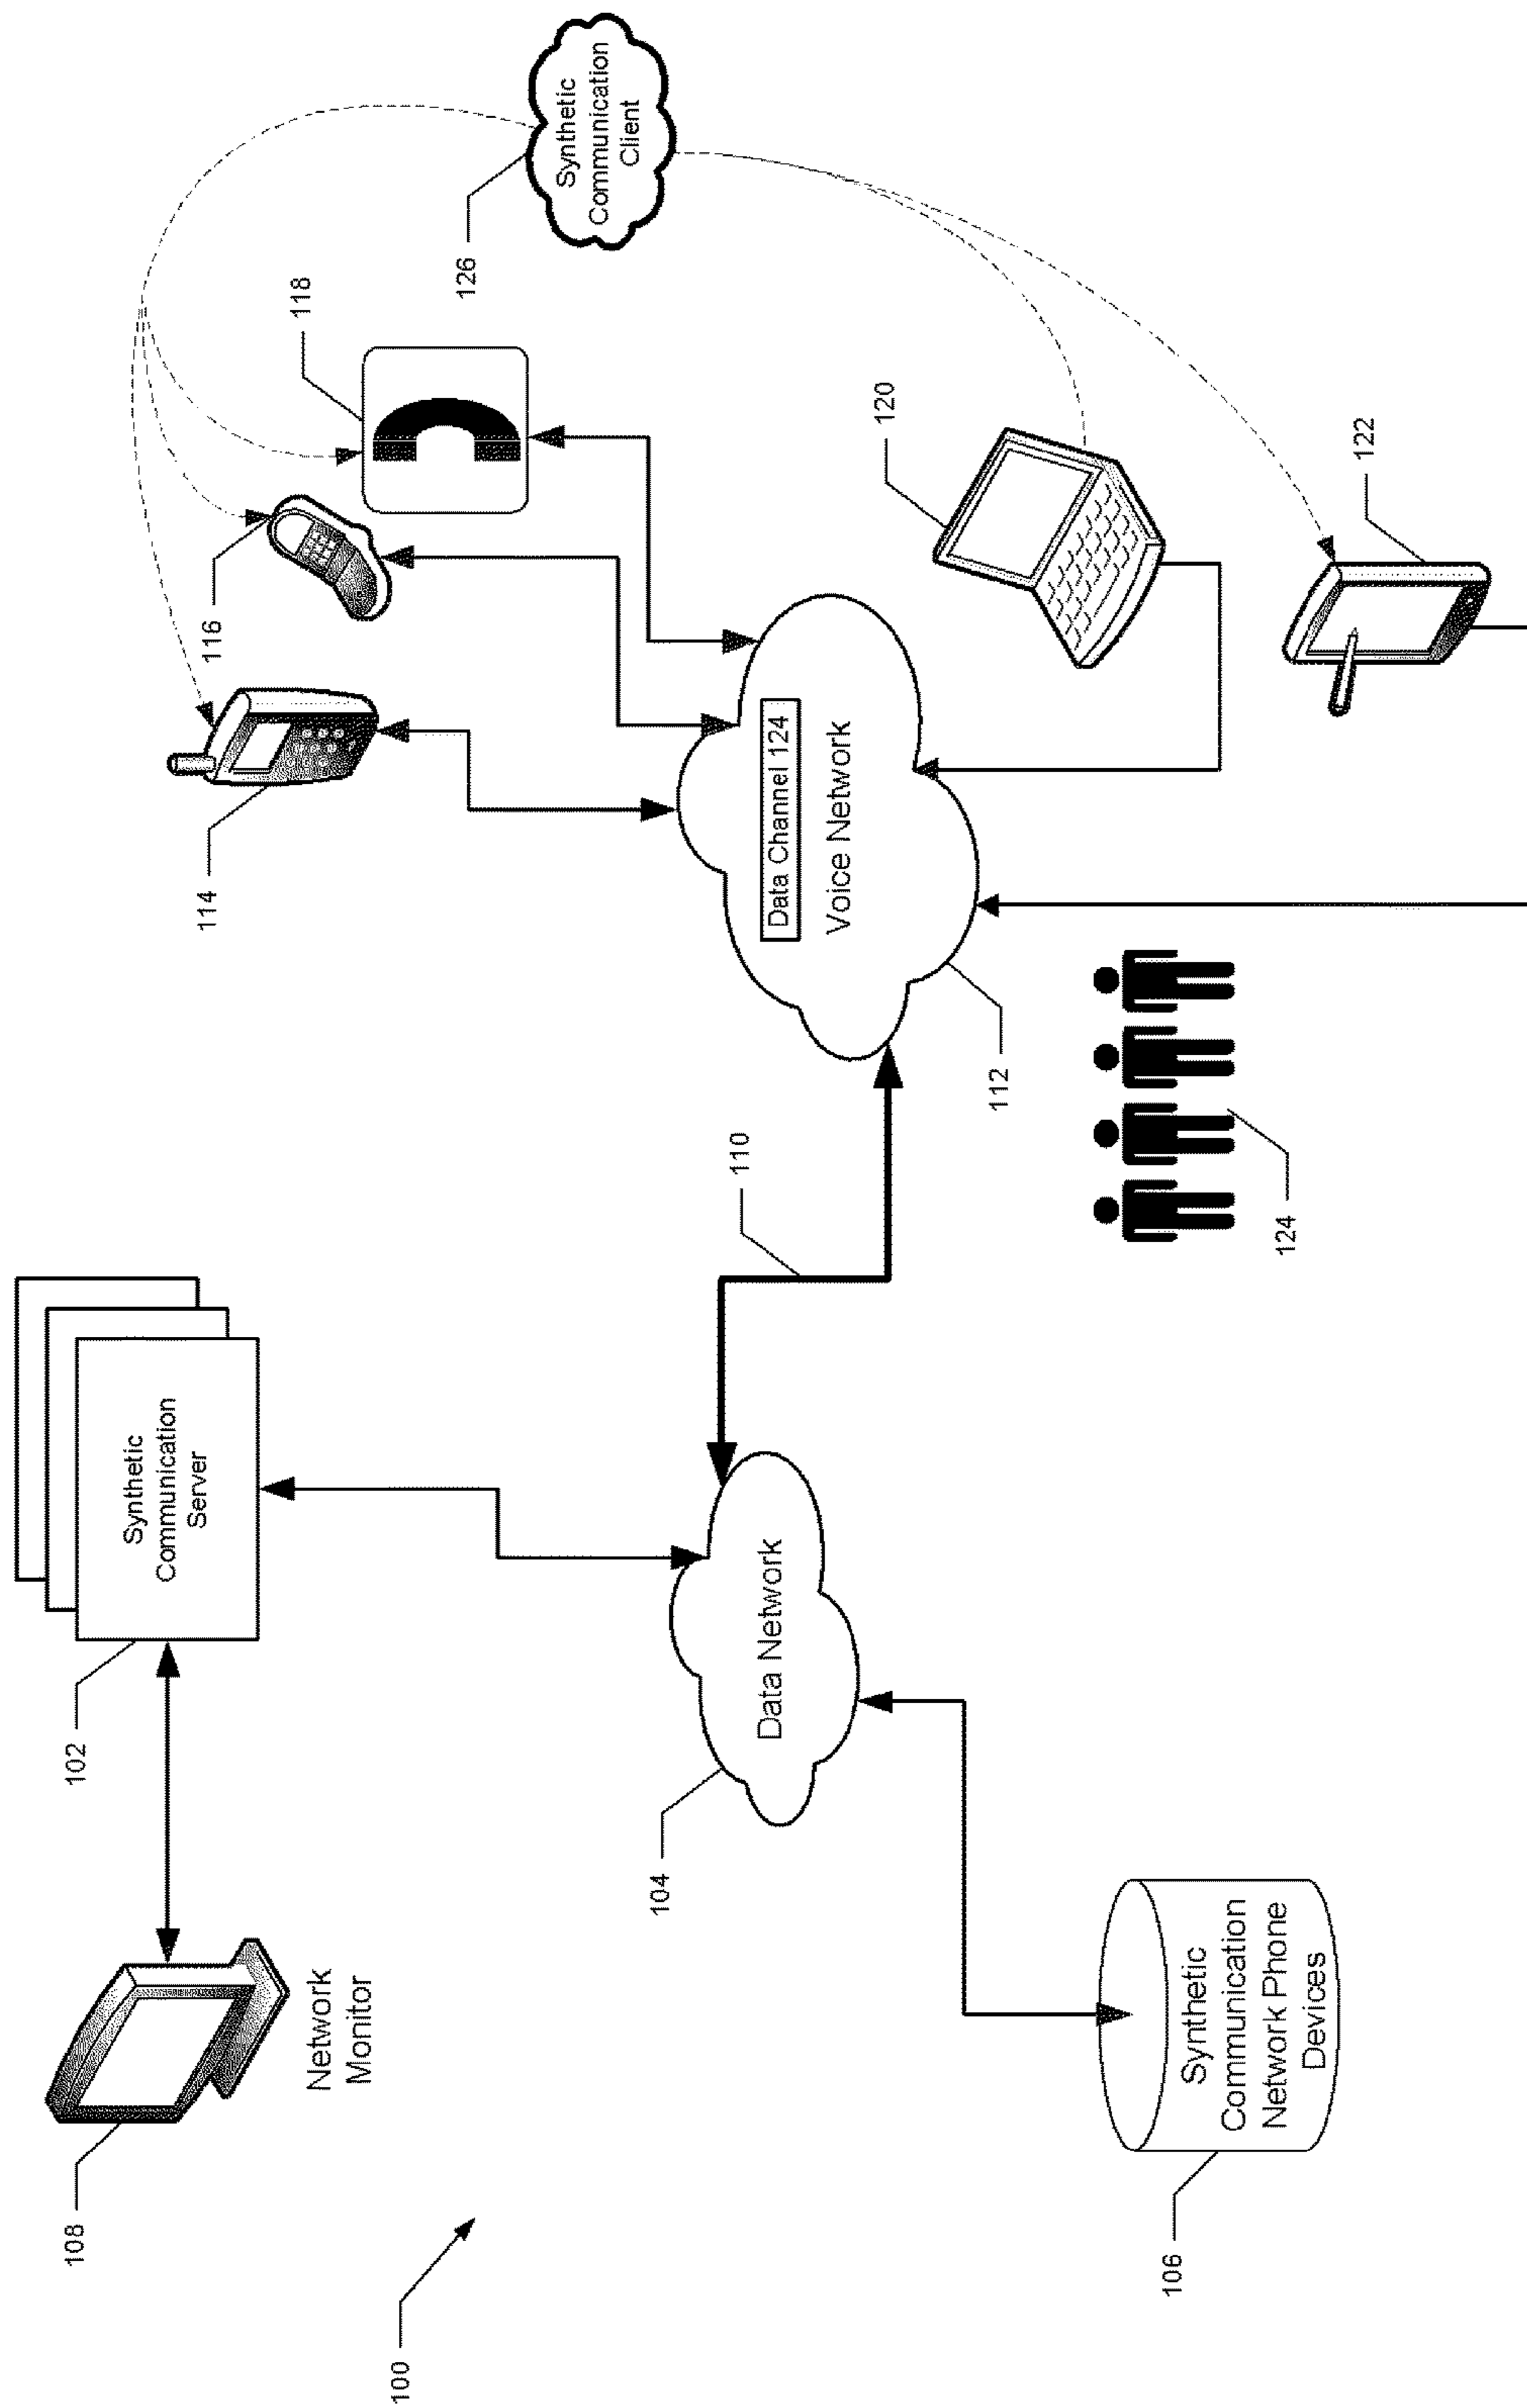 100
108
Network
Monitor
102
Synthetic
Communication
Server
104
Data Network
106
Synthetic
Communication
Network Phone
Devices
110
112
Data Channel 124
Voice Network
124
114
116
118
120
122
126
Synthetic
Communication
Client